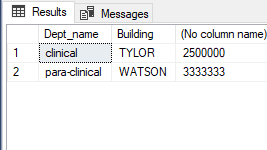 Results Messages
Dept_name Building (No column name)
1 clinical TYLOR 2500000
2 para-clinical WATSON 3333333